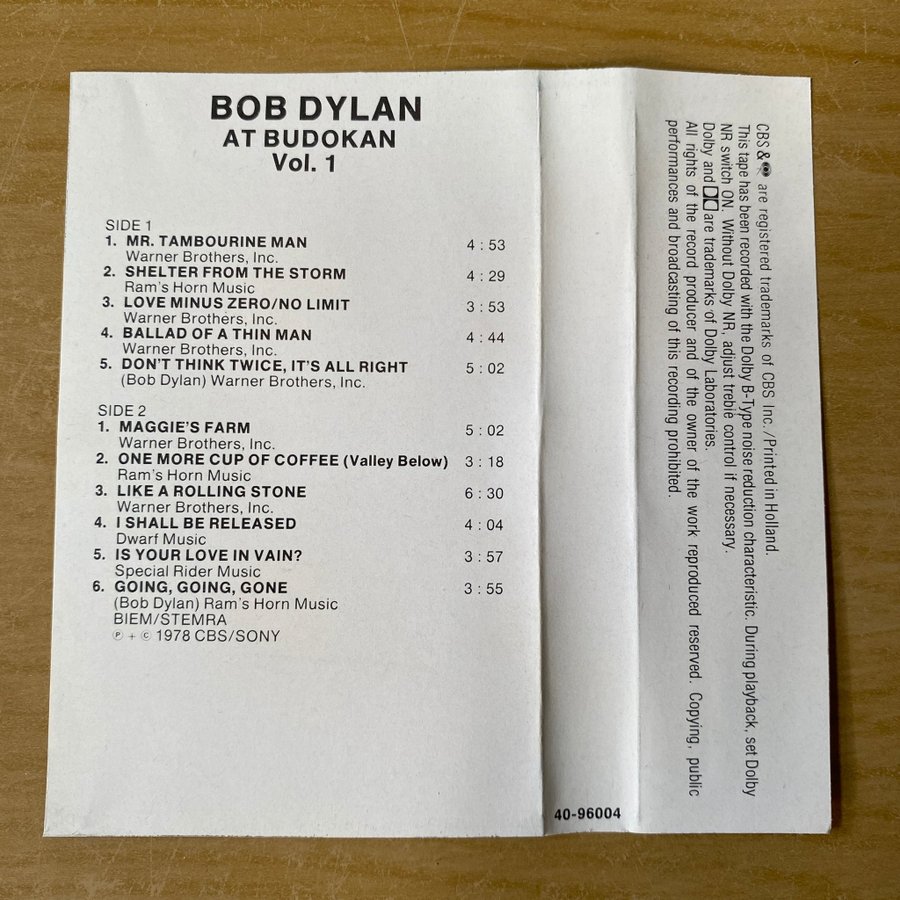 BOB DYLAN
AT BUDOKAN
Vol. 1
SIDE 1
1. MR. TAMBOURINE MAN 4 : 53
Warner Brothers, Inc.
2. SHELTER FROM THE STORM 4 : 29
Ram's Horn Music
3. LOVE MINUS ZERO/NO LIMIT 3 : 53
Warner Brothers, Inc.
4. BALLAD OF A THIN MAN 4 : 44
Warner Brothers, Inc.
5. DON'T THINK TWICE, IT'S ALL RIGHT 5 : 02
(Bob Dylan) Warner Brothers, Inc.
SIDE 2
1. MAGGIE'S FARM 5 : 02
Warner Brothers, Inc.
2. ONE MORE CUP OF COFFEE (Valley Below) 3 : 18
Ram's Horn Music
3. LIKE A ROLLING STONE 6 : 30
Warner Brothers, Inc.
4. I SHALL BE RELEASED 4 : 04
Dwarf Music
5. IS YOUR LOVE IN VAIN? 3 : 57
Special Rider Music
6. GOING, GOING, GONE 3 : 55
(Bob Dylan) Ram's Horn Music
BIEM/STEMRA
℗ + © 1978 CBS/SONY
40-96004
CBS & are registered trademarks of CBS Inc./Printed in Holland.
This tape has been recorded with the Dolby B-Type noise reduction characteristic. During playback, set Dolby
NR switch ON. Without Dolby NR, adjust treble control if necessary.
Dolby and are trademarks of Dolby Laboratories.
All rights of the record producer and of the owner of the work reproduced reserved. Copying, public
performances and broadcasting of this recording prohibited.